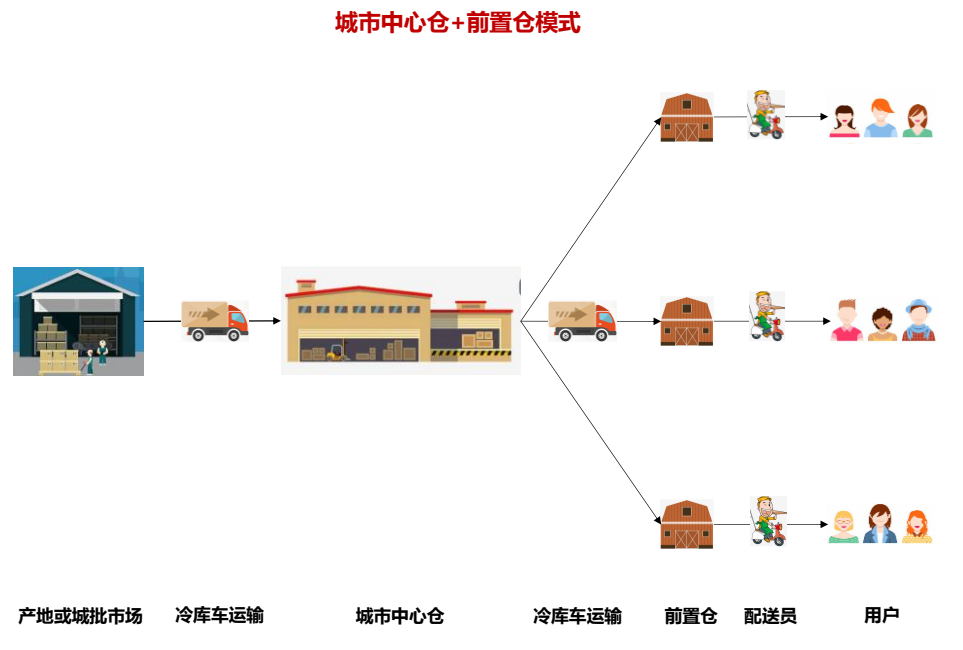 城市中心仓+前置仓模式
产地或城批市场
冷库车运输
城市中心仓
冷库车运输
前置仓
配送员
用户